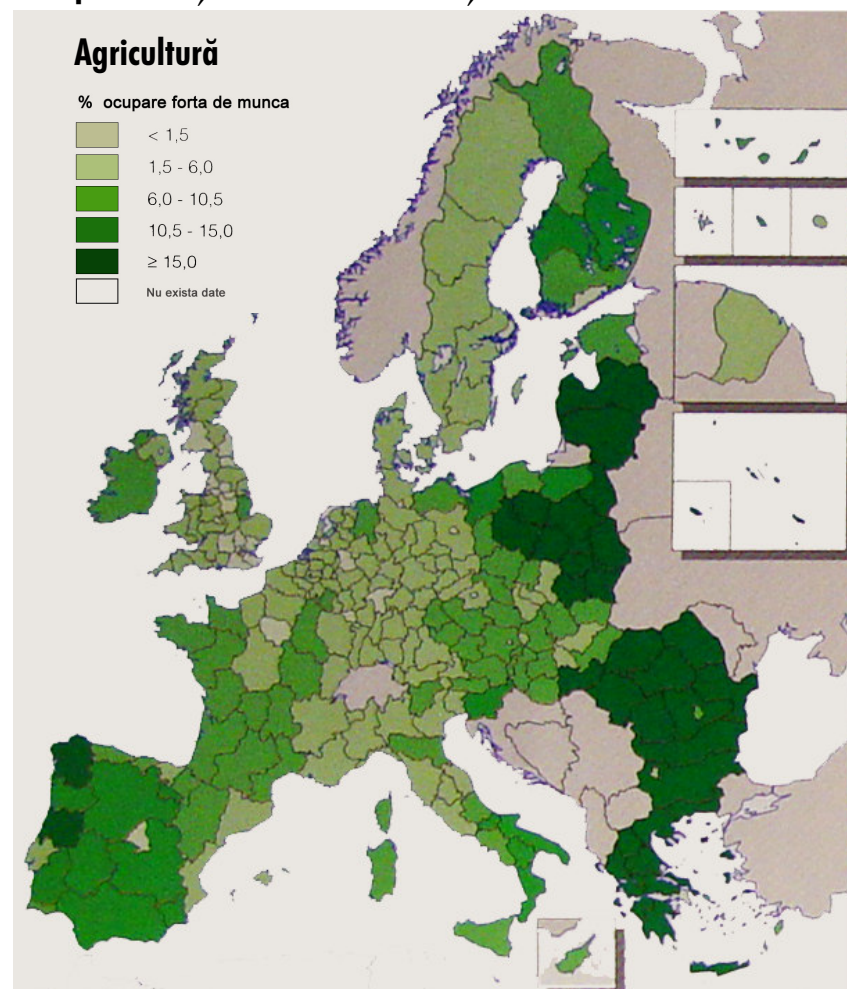 Agricultură
% ocupare forta de munca
< 1,5
1,5 - 6,0
6,0 - 10,5
10,5 - 15,0
≥ 15,0
Nu exista date